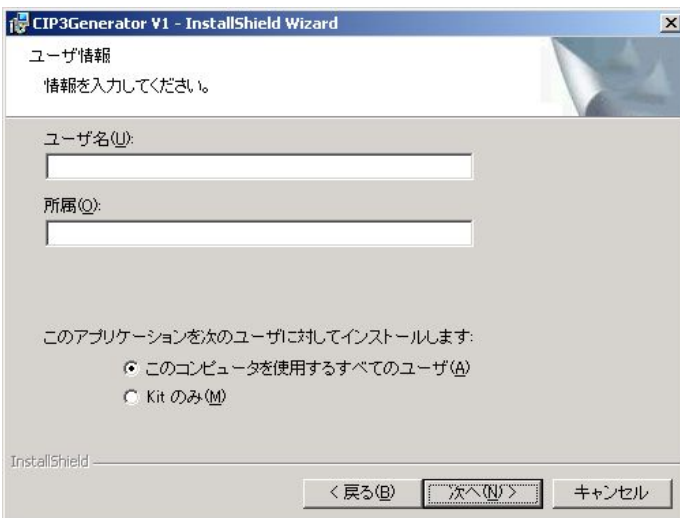 CIP3Generator V1 - InstallShield Wizard
ユーザ情報
情報を入力してください。
ユーザ名(U):
所属(O):
このアプリケーションを次のユーザに対してインストールします:
このコンピュータを使用するすべてのユーザ(A)
Kit のみ(M)
InstallShield
< 戻る(B) 次へ(N) > キャンセル